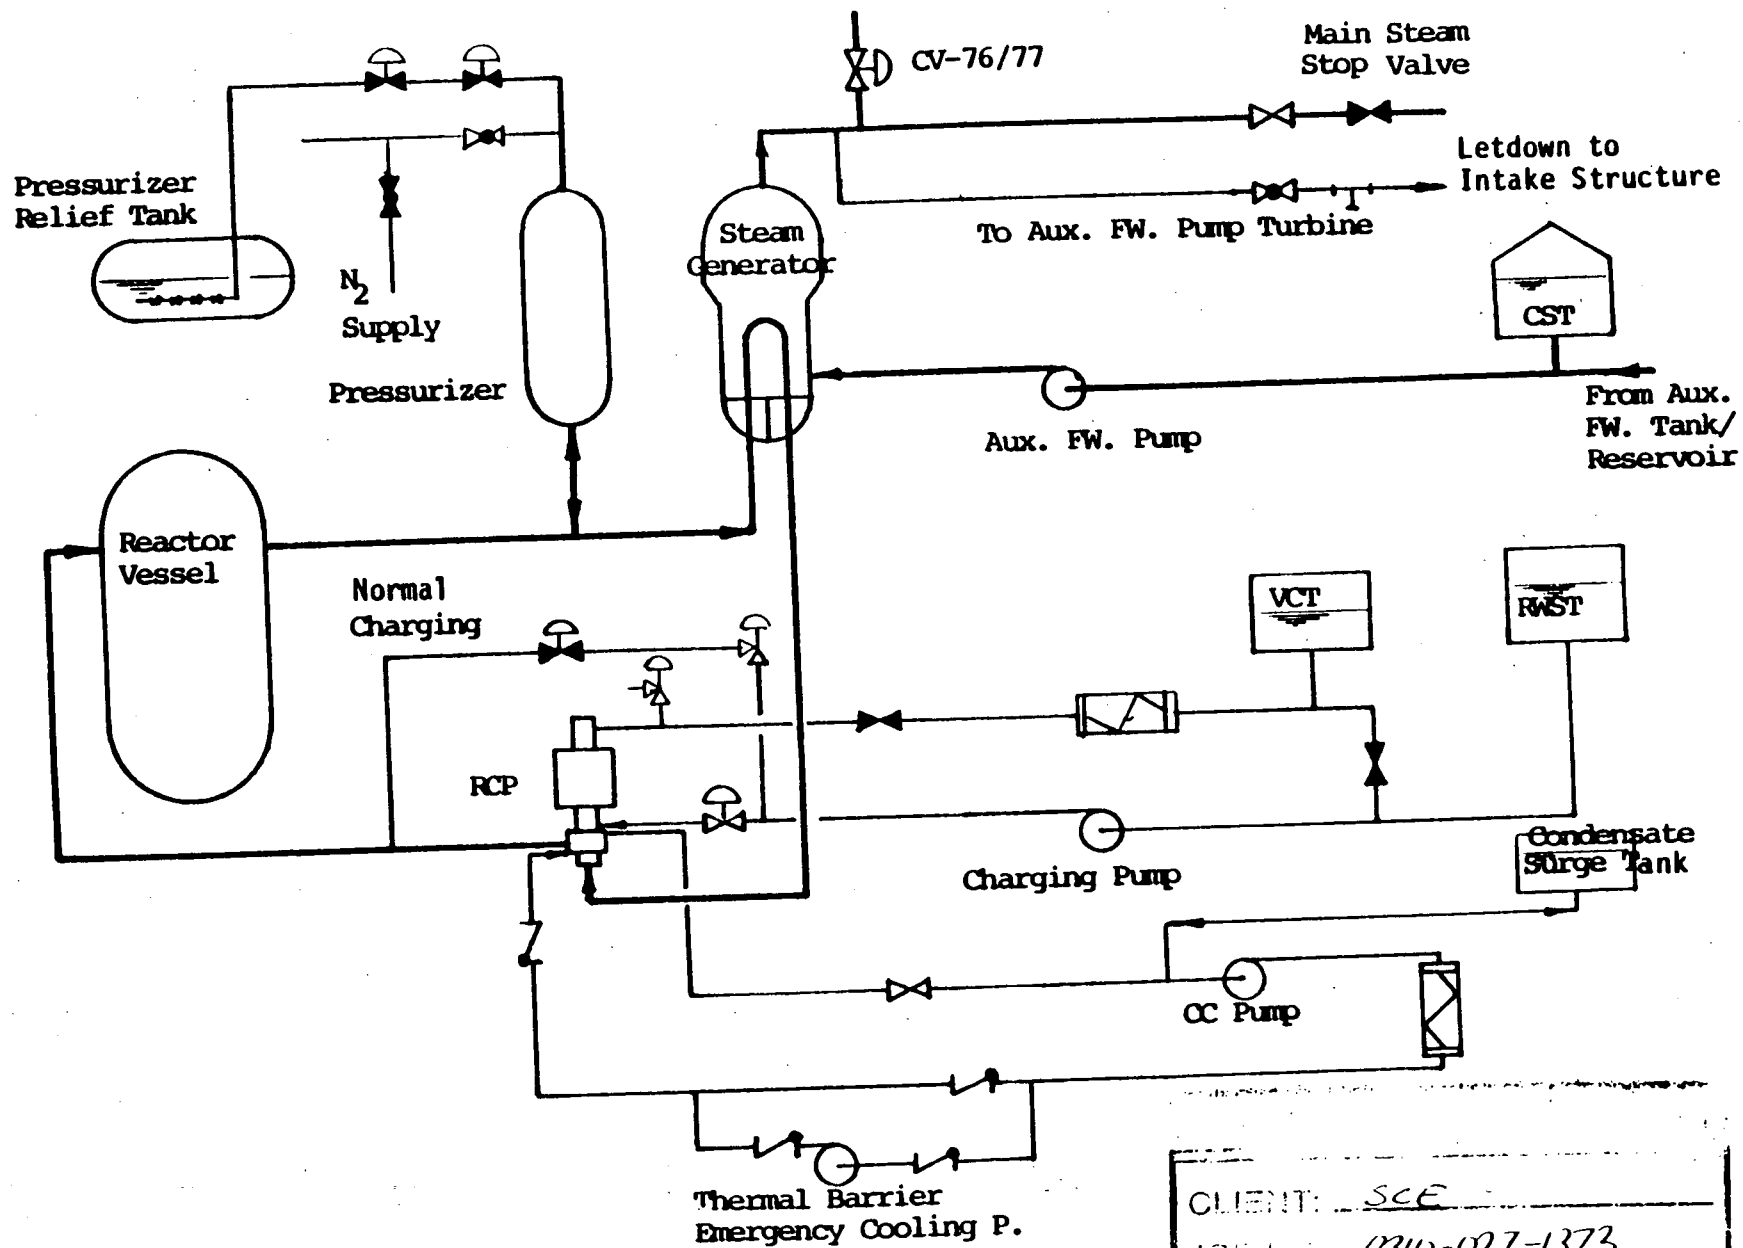 CV-76/77
Main Steam
Stop Valve
Letdown to
Intake Structure
Pressurizer
Relief Tank
To Aux. FW. Pump Turbine
Steam
Generator
N2
Supply
CST
Pressurizer
From Aux.
FW. Tank/
Reservoir
Aux. FW. Pump
Reactor
Vessel
Normal
Charging
VCT
RWST
RCP
Charging Pump
Condensate
Surge Tank
CC Pump
Thermal Barrier
Emergency Cooling P.
CLIENT: SCE